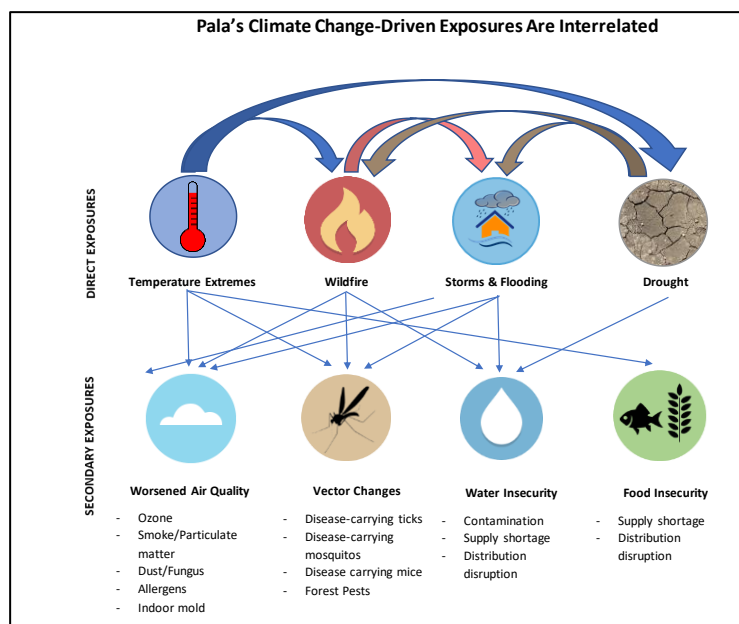 Pala's Climate Change-Driven Exposures Are Interrelated
DIRECT EXPOSURES
Temperature Extremes
Wildfire
Storms & Flooding
Drought
SECONDARY EXPOSURES
Worsened Air Quality
- Ozone
- Smoke/Particulate
matter
- Dust/Fungus
- Allergens
- Indoor mold
Vector Changes
- Disease-carrying ticks
- Disease-carrying
mosquitos
- Disease carrying mice
- Forest Pests
Water Insecurity
- Contamination
- Supply shortage
- Distribution
disruption
Food Insecurity
- Supply shortage
- Distribution
disruption